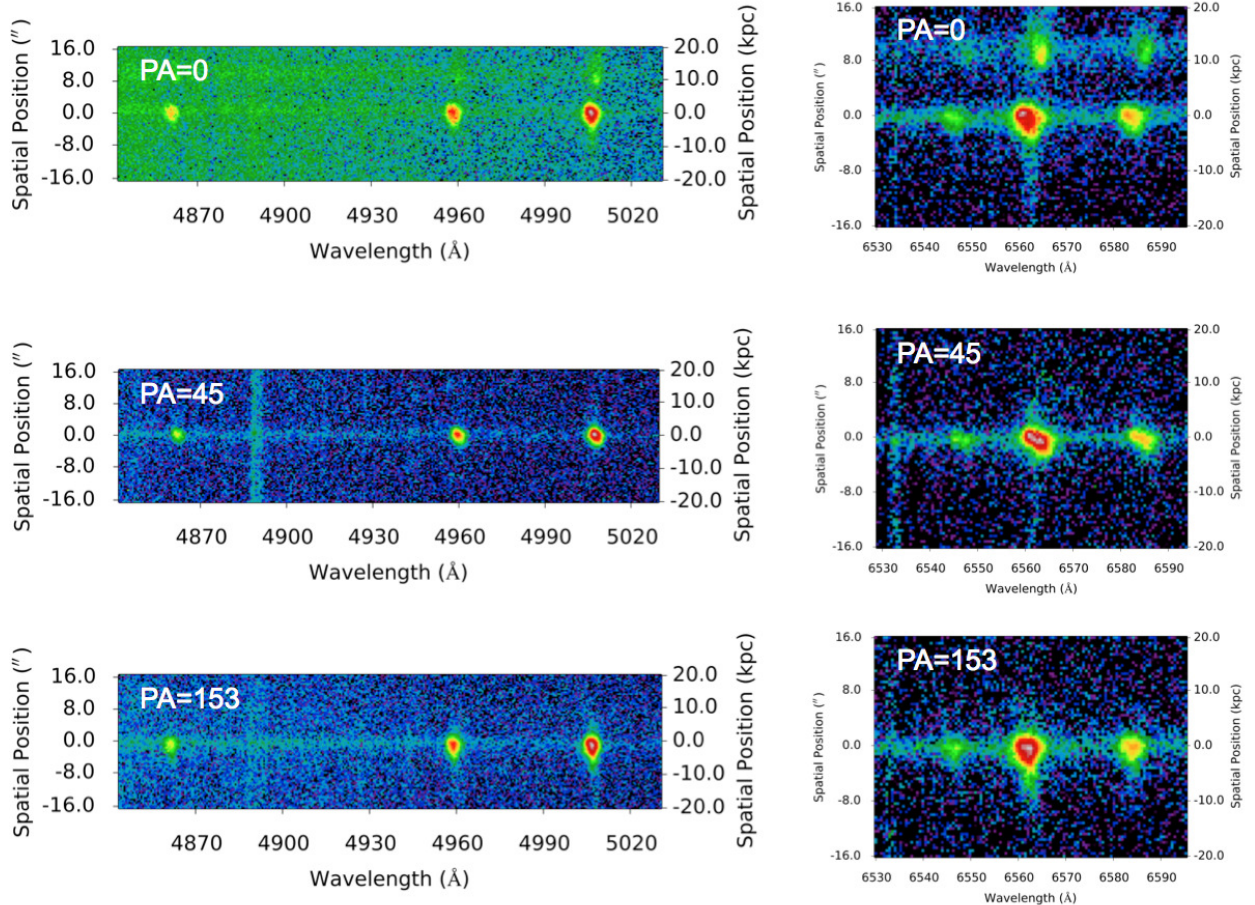 PA=0
Spatial Position (″)
16.0
8.0
0.0
-8.0
-16.0
20.0
10.0
0.0
-10.0
-20.0
Spatial Position (kpc)
4870 4900 4930 4960 4990 5020
Wavelength (Å)
PA=0
Spatial Position (″)
16.0
8.0
0.0
-8.0
-16.0
20.0
10.0
0.0
-10.0
-20.0
Spatial Position (kpc)
6530 6540 6550 6560 6570 6580 6590
Wavelength (Å)
PA=45
Spatial Position (″)
16.0
8.0
0.0
-8.0
-16.0
20.0
10.0
0.0
-10.0
-20.0
Spatial Position (kpc)
4870 4900 4930 4960 4990 5020
Wavelength (Å)
PA=45
Spatial Position (″)
16.0
8.0
0.0
-8.0
-16.0
20.0
10.0
0.0
-10.0
-20.0
Spatial Position (kpc)
6530 6540 6550 6560 6570 6580 6590
Wavelength (Å)
PA=153
Spatial Position (″)
16.0
8.0
0.0
-8.0
-16.0
20.0
10.0
0.0
-10.0
-20.0
Spatial Position (kpc)
4870 4900 4930 4960 4990 5020
Wavelength (Å)
PA=153
Spatial Position (″)
16.0
8.0
0.0
-8.0
-16.0
20.0
10.0
0.0
-10.0
-20.0
Spatial Position (kpc)
6530 6540 6550 6560 6570 6580 6590
Wavelength (Å)